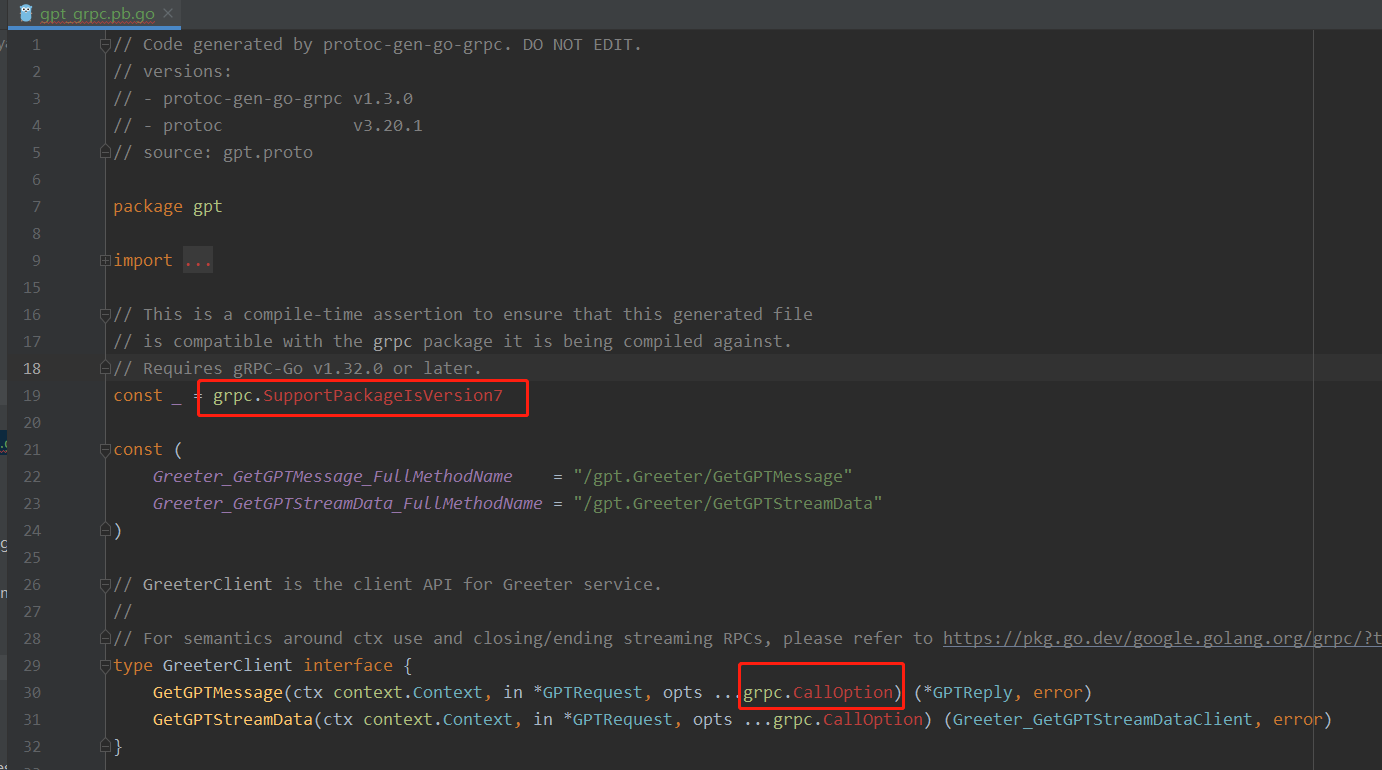 gpt_grpc.pb.go ×
1 // Code generated by protoc-gen-go-grpc. DO NOT EDIT.
2 // versions:
3 // - protoc-gen-go-grpc v1.3.0
4 // - protoc             v3.20.1
5 // source: gpt.proto
6
7 package gpt
8
9 import ...
15
16 // This is a compile-time assertion to ensure that this generated file
17 // is compatible with the grpc package it is being compiled against.
18 // Requires gRPC-Go v1.32.0 or later.
19 const _ = grpc.SupportPackageIsVersion7
20
21 const (
22     Greeter_GetGPTMessage_FullMethodName    = "/gpt.Greeter/GetGPTMessage"
23     Greeter_GetGPTStreamData_FullMethodName = "/gpt.Greeter/GetGPTStreamData"
24 )
25
26 // GreeterClient is the client API for Greeter service.
27 //
28 // For semantics around ctx use and closing/ending streaming RPCs, please refer to https://pkg.go.dev/google.golang.org/grpc/?t
29 type GreeterClient interface {
30     GetGPTMessage(ctx context.Context, in *GPTRequest, opts ...grpc.CallOption) (*GPTReply, error)
31     GetGPTStreamData(ctx context.Context, in *GPTRequest, opts ...grpc.CallOption) (Greeter_GetGPTStreamDataClient, error)
32 }